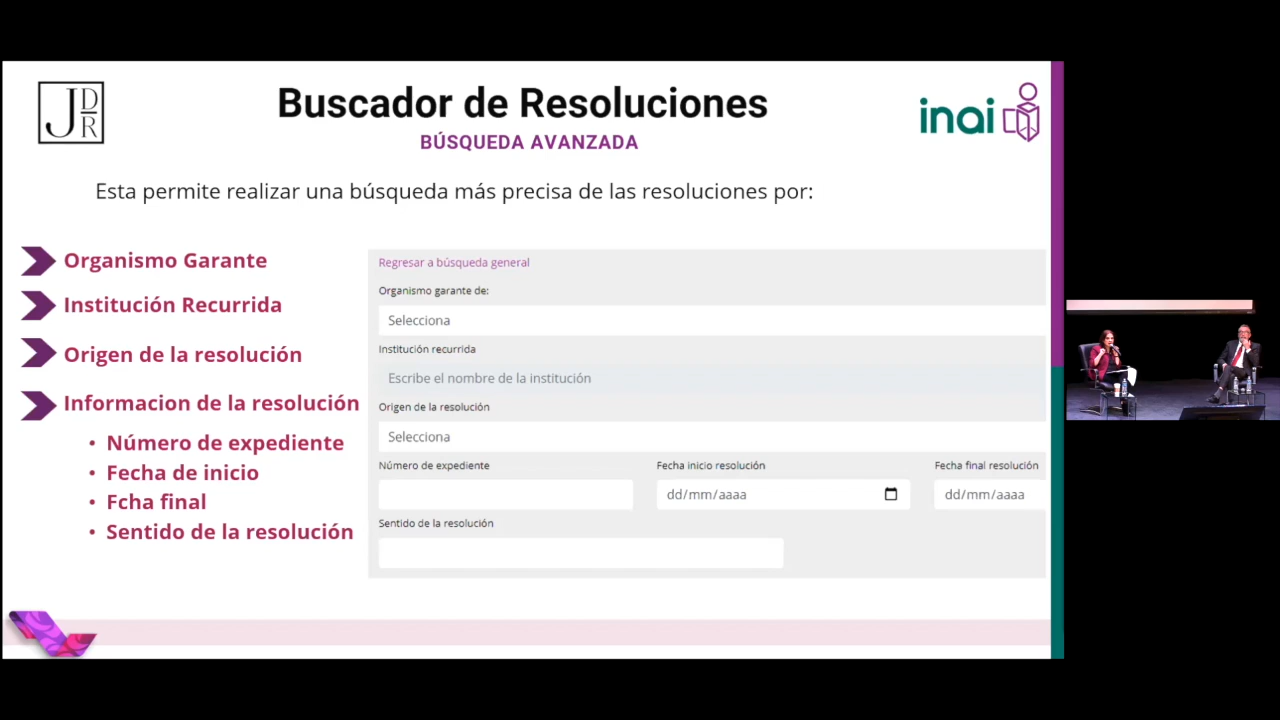 JDR
Buscador de Resoluciones
BÚSQUEDA AVANZADA
inai
Esta permite realizar una búsqueda más precisa de las resoluciones por:
Organismo Garante
Institución Recurrida
Origen de la resolución
Informacion de la resolución
• Número de expediente
• Fecha de inicio
• Fcha final
• Sentido de la resolución
Regresar a búsqueda general
Organismo garante de:
Selecciona
Institución recurrida
Escribe el nombre de la institución
Origen de la resolución
Selecciona
Número de expediente Fecha inicio resolución Fecha final resolución
dd/mm/aaaa dd/mm/aaaa
Sentido de la resolución